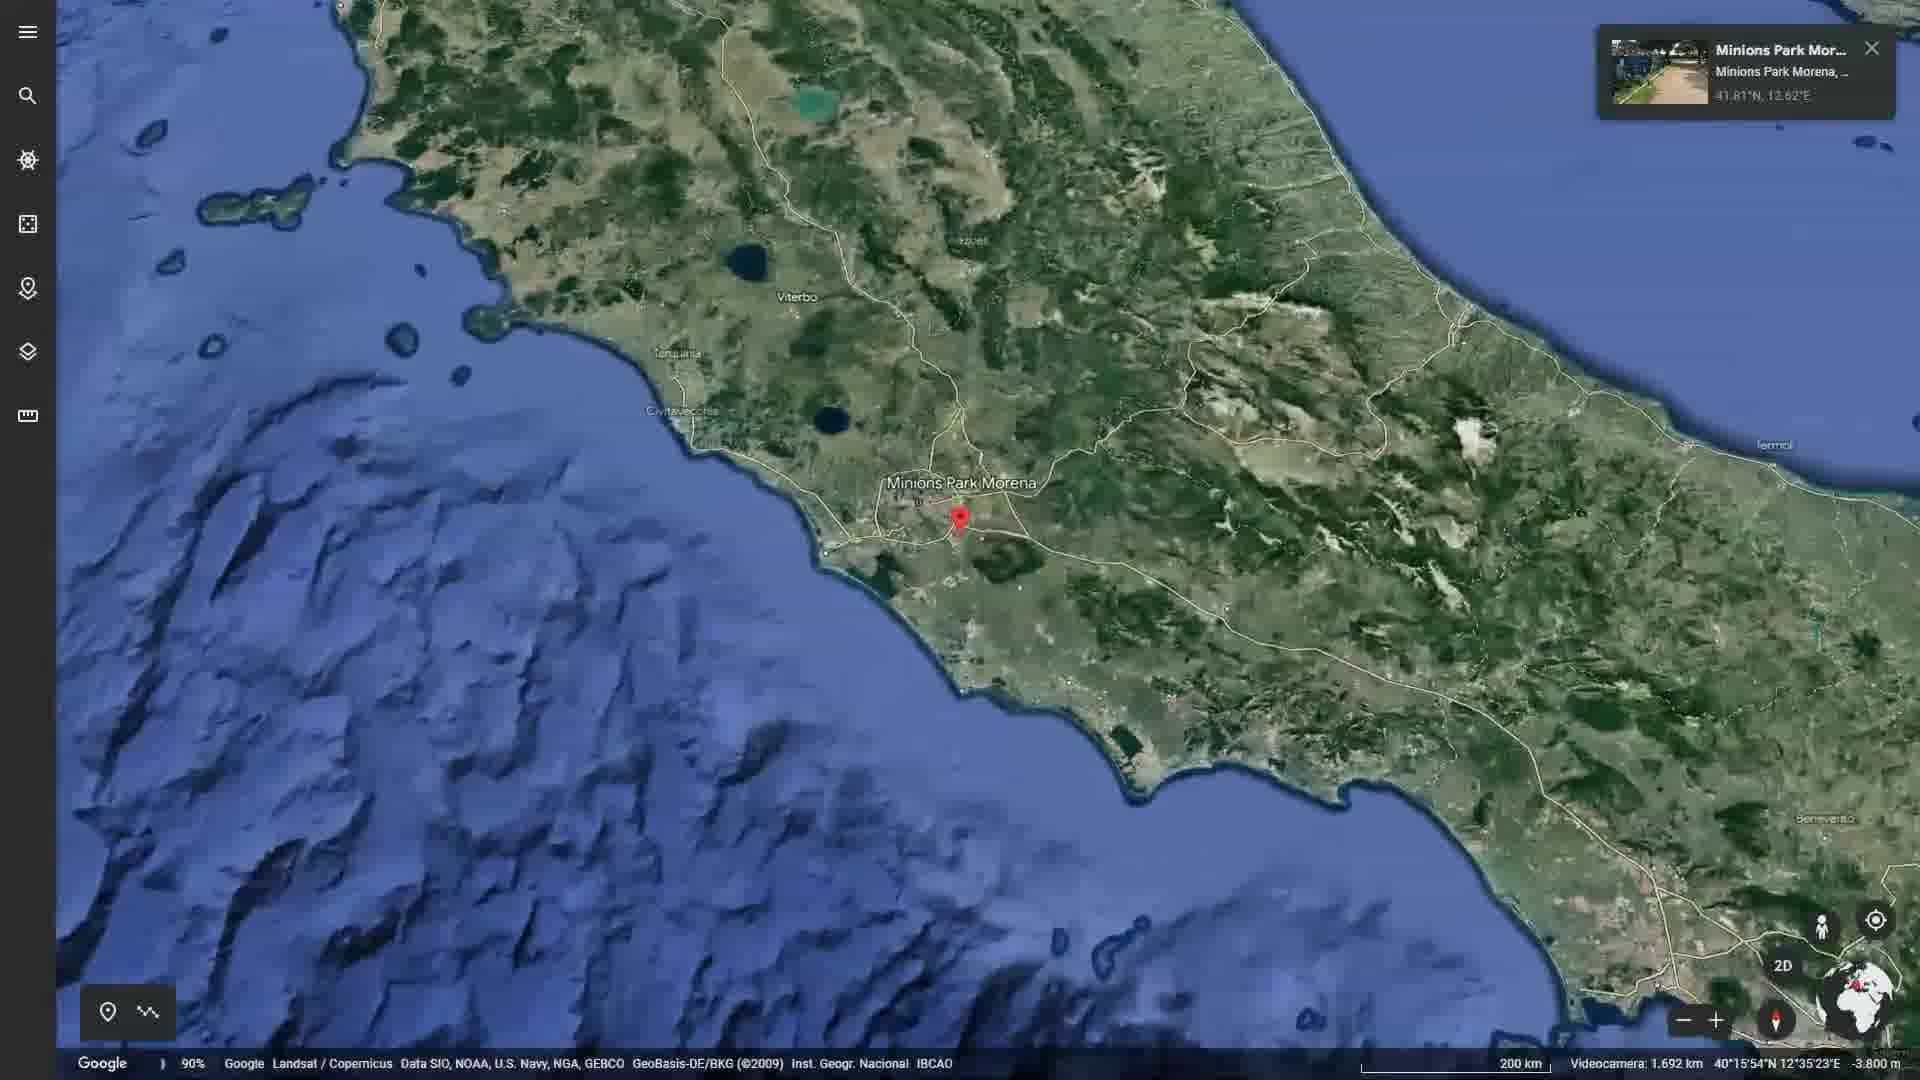 Minions Park Mor...
Minions Park Morena, ...
41.81°N, 12.62°E
Viterbo
Tarquinia
Civitavecchia
Minions Park Morena
Termoli
Benevento
2D
Google
90%
Google Landsat / Copernicus Data SIO, NOAA, U.S. Navy, NGA, GEBCO GeoBasis-DE/BKG (©2009) Inst. Geogr. Nacional IBCAO
200 km
Videocamera: 1.692 km 40°15'54"N 12°35'23"E -3.800 m